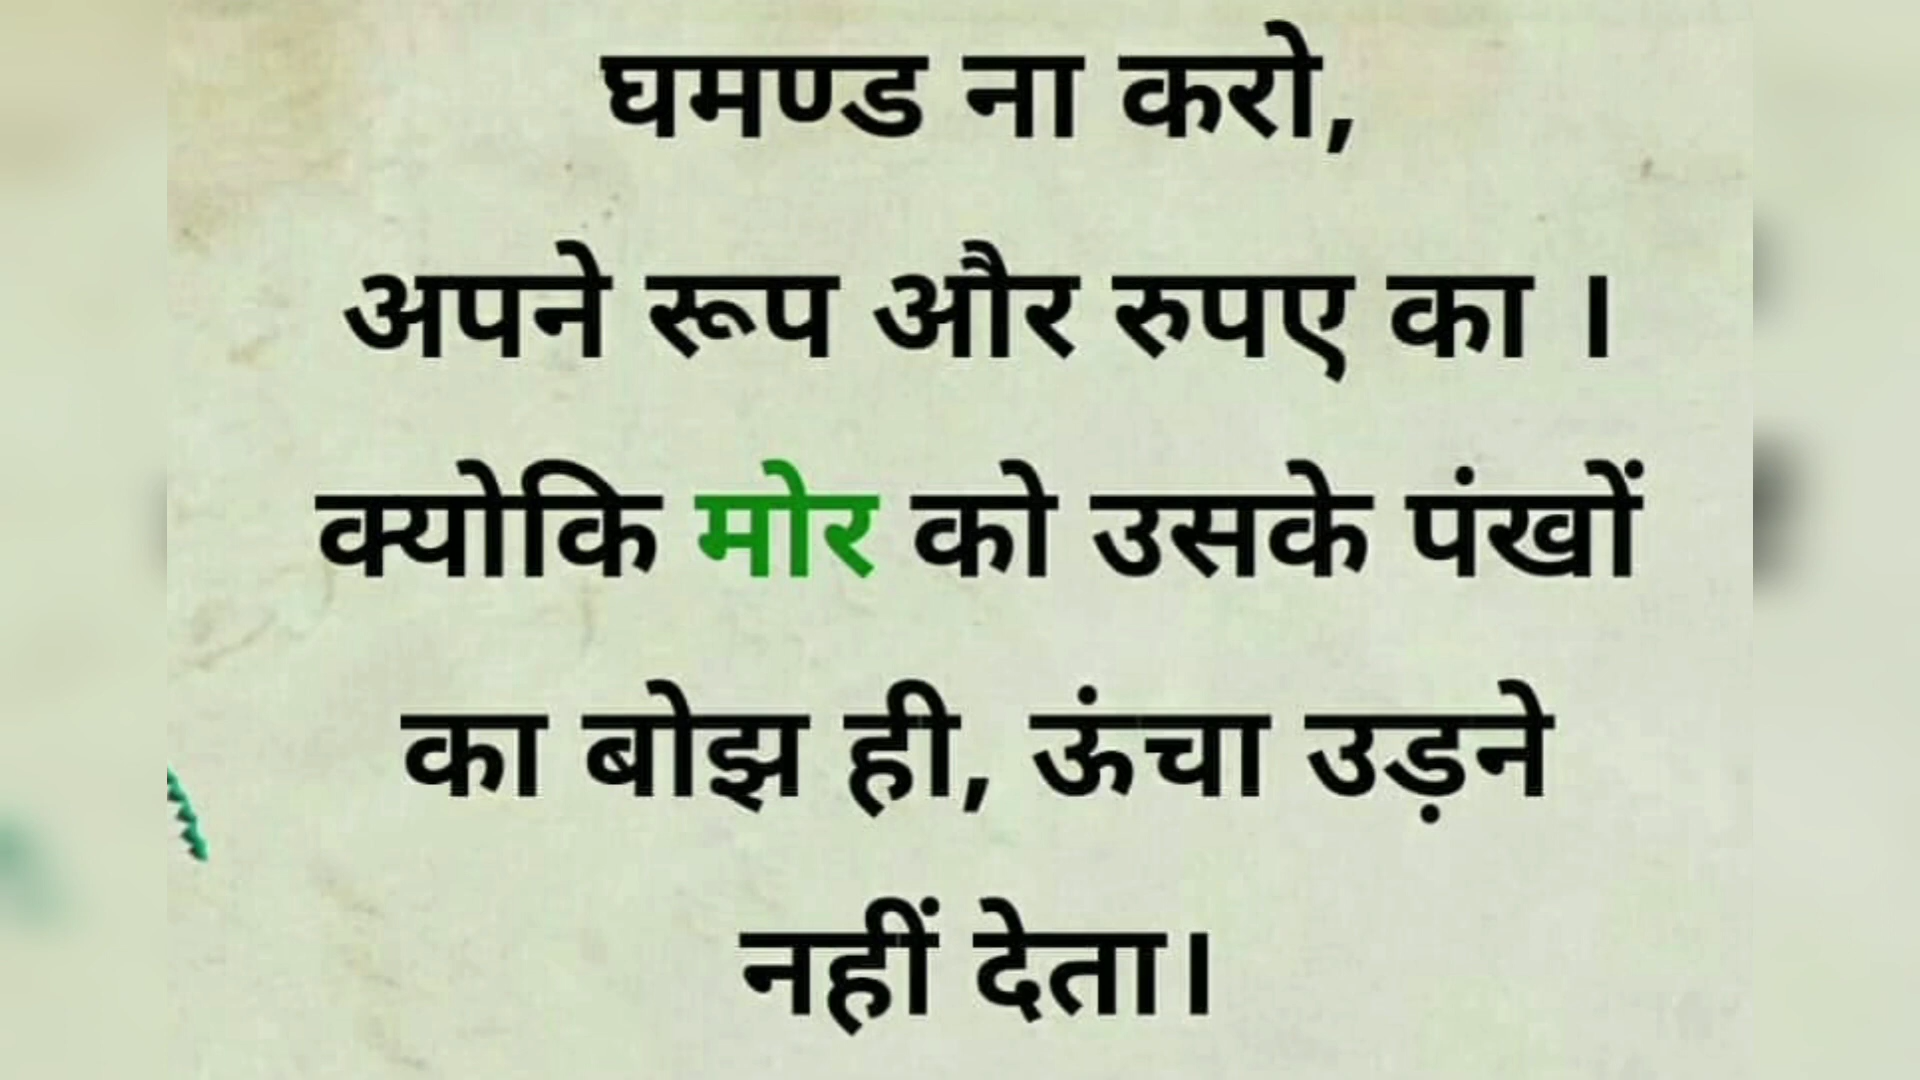 घमण्ड ना करो,
अपने रूप और रुपए का ।
क्योकि मोर को उसके पंखों
का बोझ ही, ऊंचा उड़ने
नहीं देता।